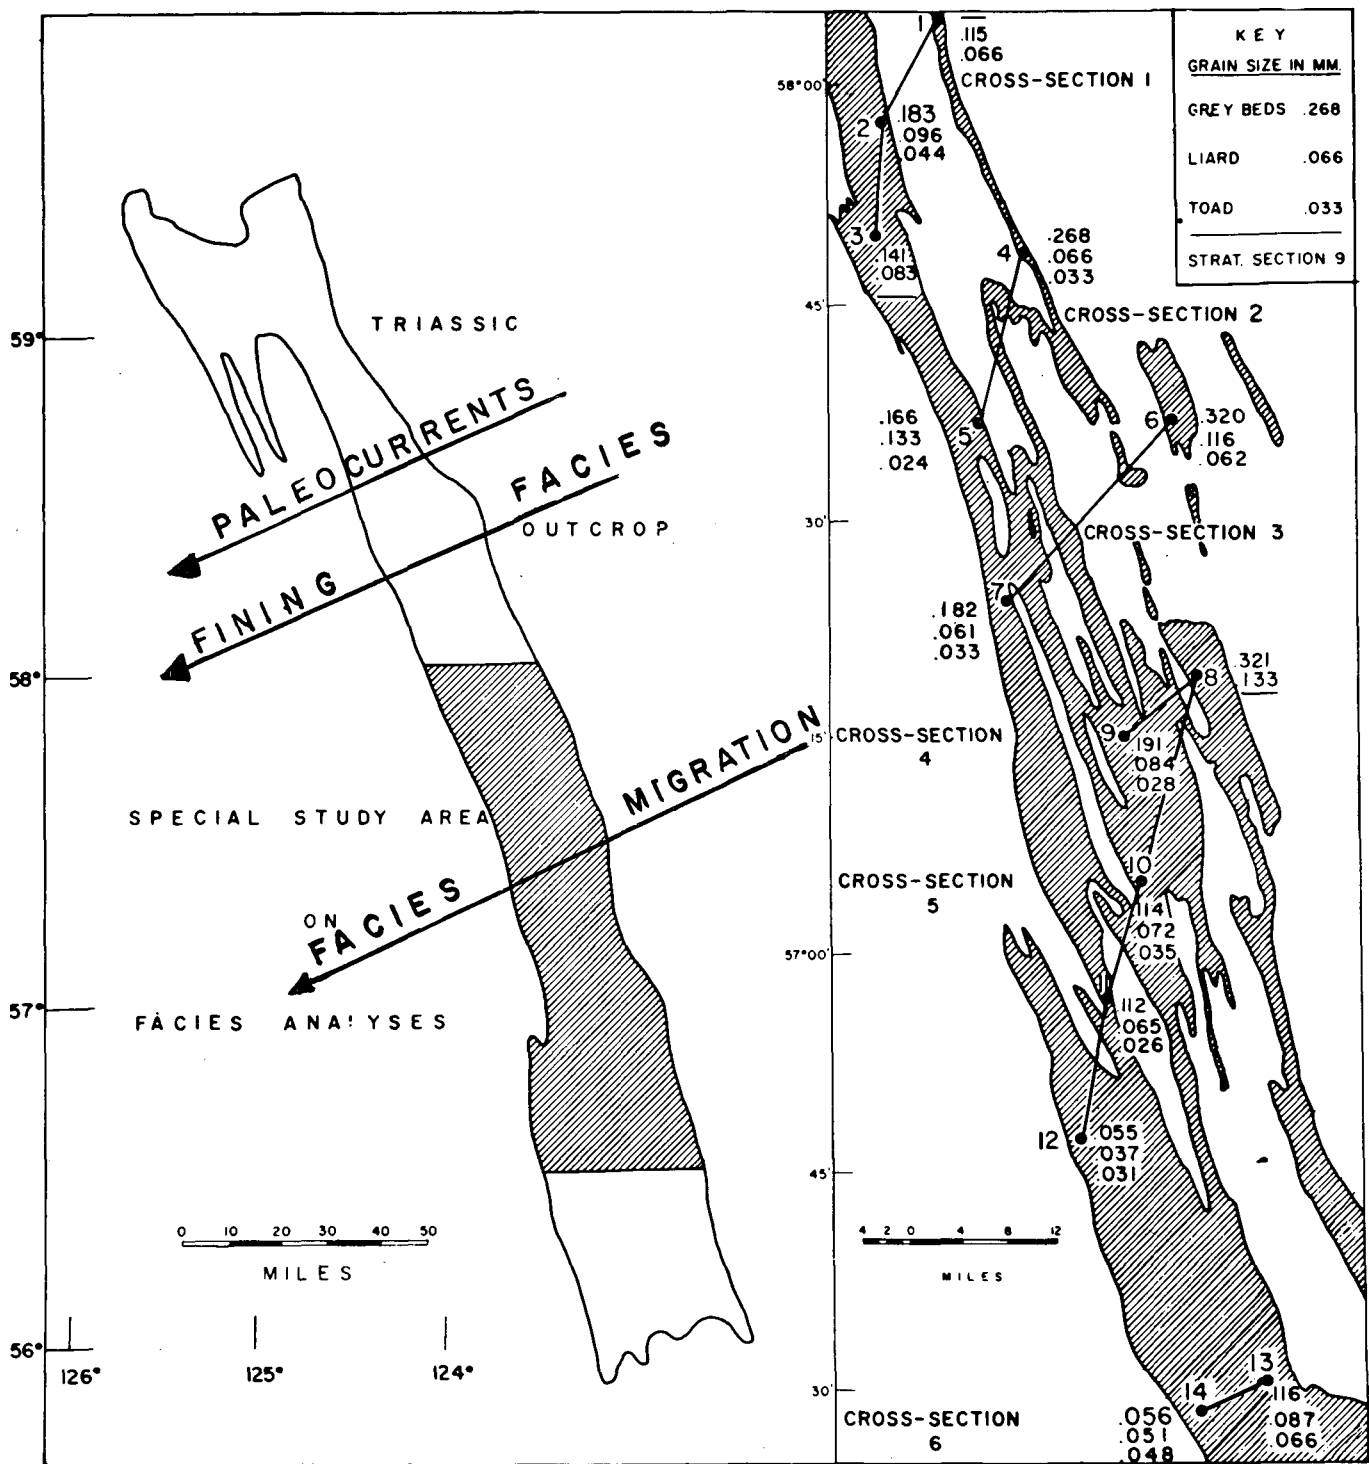 59°
58°
57°
56°
126°
125°
124°
TRIASSIC
PALEOCURRENTS
FINING FACIES
OUTCROP
FACIES MIGRATION
SPECIAL STUDY AREA
ON
FACIES ANALYSES
0 10 20 30 40 50
MILES
KEY
GRAIN SIZE IN MM.
GREY BEDS .268
LIARD .066
TOAD .033
STRAT. SECTION 9
58°00'
45'
30'
15'
57°00'
45'
30'
1
.115
.066
CROSS-SECTION 1
2
.183
.096
.044
3
.141
.083
4
.268
.066
.033
CROSS-SECTION 2
.166
.133
.024
5
6
.320
.116
.062
CROSS-SECTION 3
7
.182
.061
.033
8
.321
.133
CROSS-SECTION
4
9
.191
.084
.028
CROSS-SECTION
5
10
.114
.072
.035
11
.112
.065
.026
12
.055
.037
.031
4 2 0 4 8 12
MILES
13
.116
.087
.066
14
.056
.051
.048
CROSS-SECTION
6